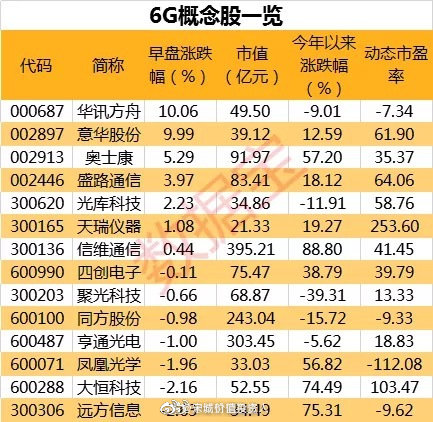 6G概念股一览
代码 简称 早盘涨跌幅（%） 市值（亿元） 今年以来涨跌幅（%） 动态市盈率
000687 华讯方舟 10.06 49.50 -9.01 -7.34
002897 意华股份 9.99 39.12 12.59 61.90
002913 奥士康 5.29 91.97 57.20 35.37
002446 盛路通信 3.97 83.41 18.12 64.06
300620 光库科技 2.23 34.86 -11.91 58.76
300165 天瑞仪器 1.08 21.33 19.27 253.60
300136 信维通信 0.44 395.21 88.80 41.45
600990 四创电子 -0.11 75.47 38.79 39.79
300203 聚光科技 -0.66 68.87 -39.31 13.33
600100 同方股份 -0.98 243.04 -15.72 -9.33
600487 亨通光电 -1.00 303.45 -5.62 18.83
600071 凤凰光学 -1.96 33.03 56.82 -112.08
600288 大恒科技 -2.16 52.55 74.49 103.47
300306 远方信息 75.31 -9.62
数据宝